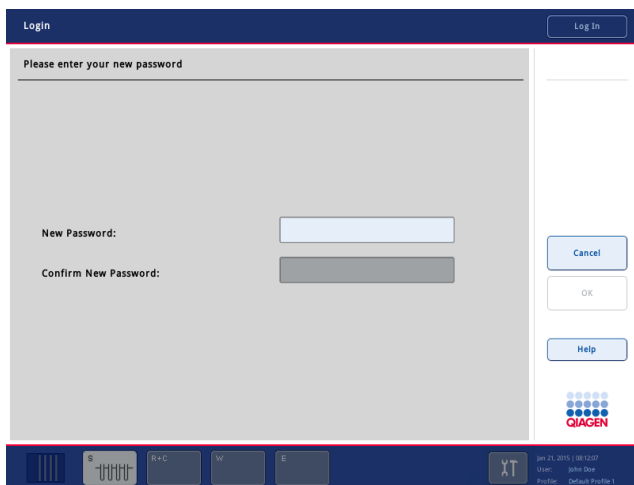 Login
Log In
Please enter your new password
New Password:
Confirm New Password:
Cancel
OK
Help
QIAGEN
S
R+C
W
E
Jan 21, 2015 | 08:12:07
User: John Doe
Profile: Default Profile 1